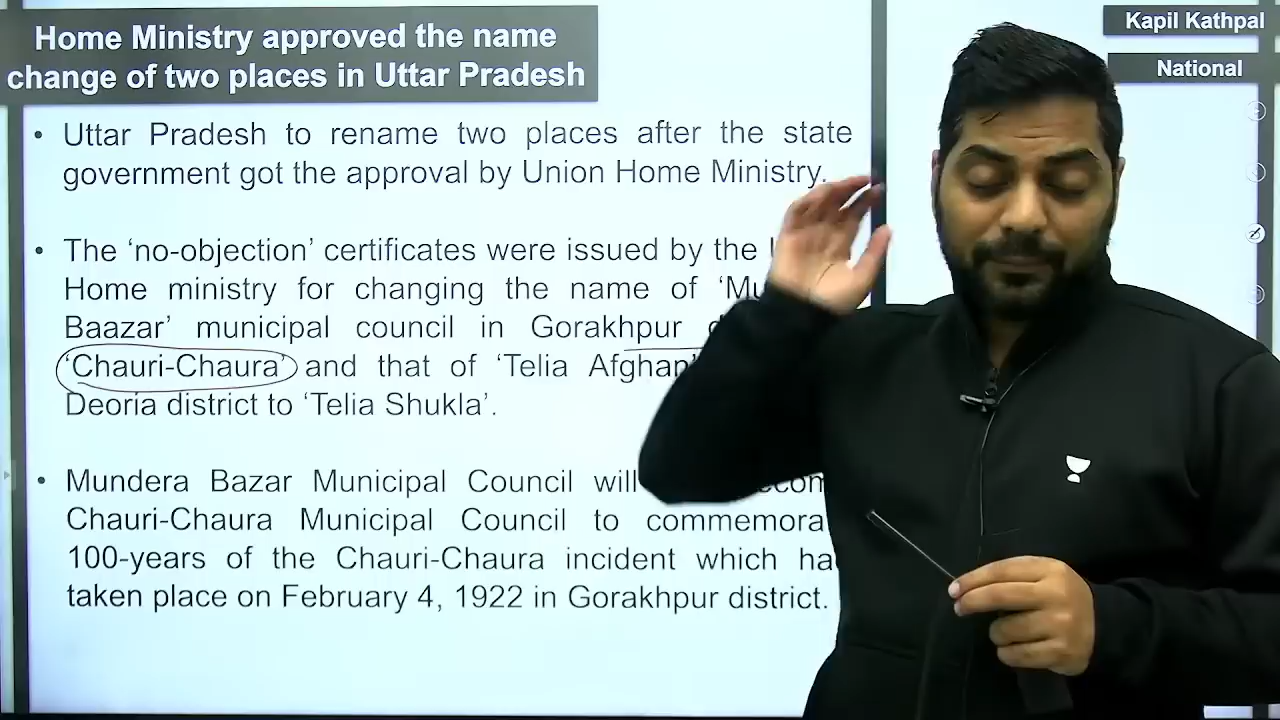 Home Ministry approved the name
change of two places in Uttar Pradesh
Kapil Kathpal
National
• Uttar Pradesh to rename two places after the state
government got the approval by Union Home Ministry.
• The ‘no-objection’ certificates were issued by the
Home ministry for changing the name of
Baazar’ municipal council in Gorakhpur
‘Chauri-Chaura’ and that of ‘Telia Afghan’
Deoria district to ‘Telia Shukla’.
• Mundera Bazar Municipal Council will
Chauri-Chaura Municipal Council to
100-years of the Chauri-Chaura incident which
taken place on February 4, 1922 in Gorakhpur district.